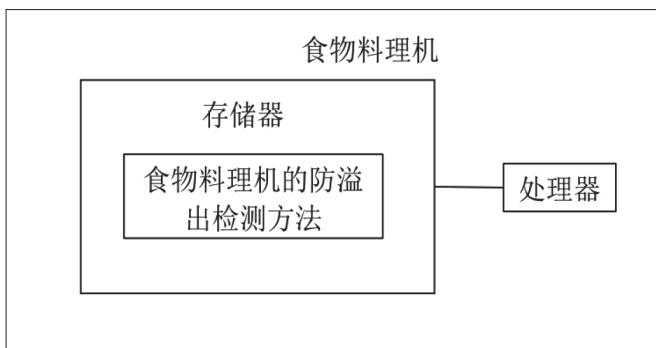 食物料理机
存储器
食物料理机的防溢
出检测方法
处理器